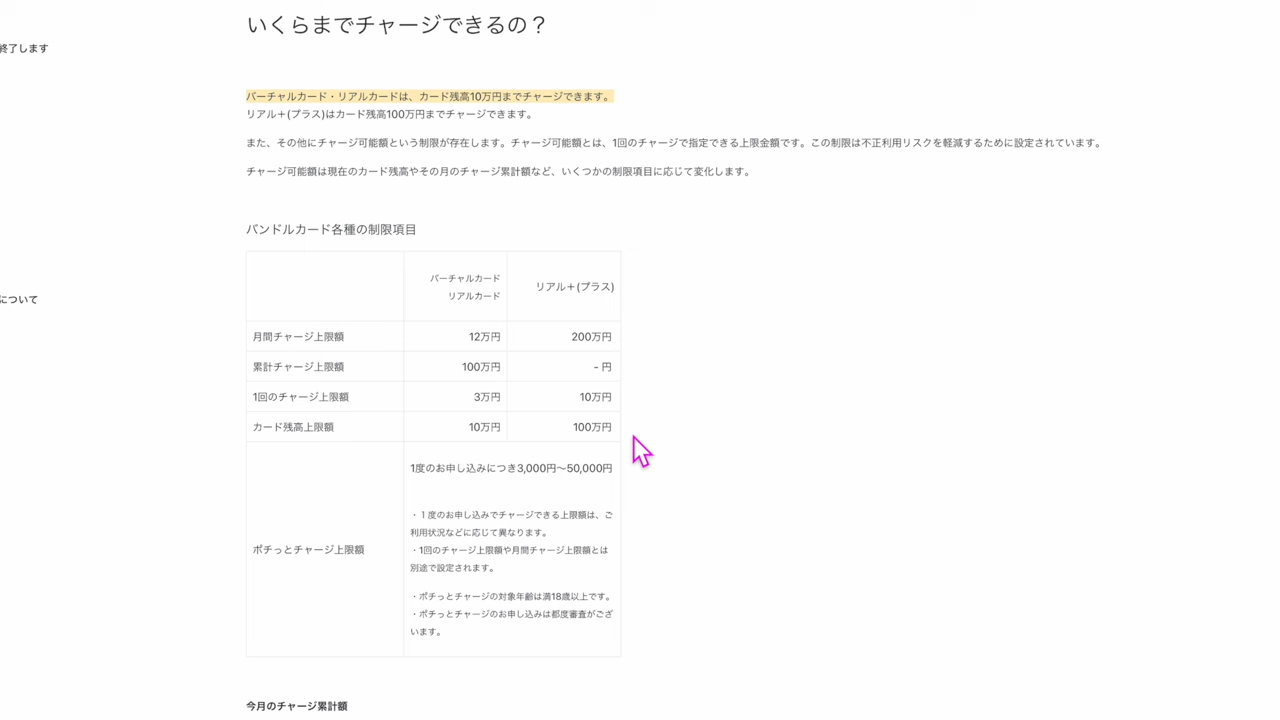 いくらまでチャージできるの？
終了します
バーチャルカード・リアルカードは、カード残高10万円までチャージできます。
リアル＋(プラス)はカード残高100万円までチャージできます。
また、その他にチャージ可能額という制限が存在します。チャージ可能額とは、1回のチャージで指定できる上限金額です。この制限は不正利用リスクを軽減するために設定されています。
チャージ可能額は現在のカード残高やその月のチャージ累計額など、いくつかの制限項目に応じて変化します。
バンドルカード各種の制限項目
バーチャルカード
リアルカード
リアル＋(プラス)
について
月間チャージ上限額 12万円 200万円
累計チャージ上限額 100万円 - 円
1回のチャージ上限額 3万円 10万円
カード残高上限額 10万円 100万円
ポチっとチャージ上限額
1度のお申し込みにつき3,000円〜50,000円
・１度のお申し込みでチャージできる上限額は、ご
利用状況などに応じて異なります。
・1回のチャージ上限額や月間チャージ上限額とは
別途で設定されます。
・ポチっとチャージの対象年齢は満18歳以上です。
・ポチっとチャージのお申し込みは都度審査がござ
います。
今月のチャージ累計額